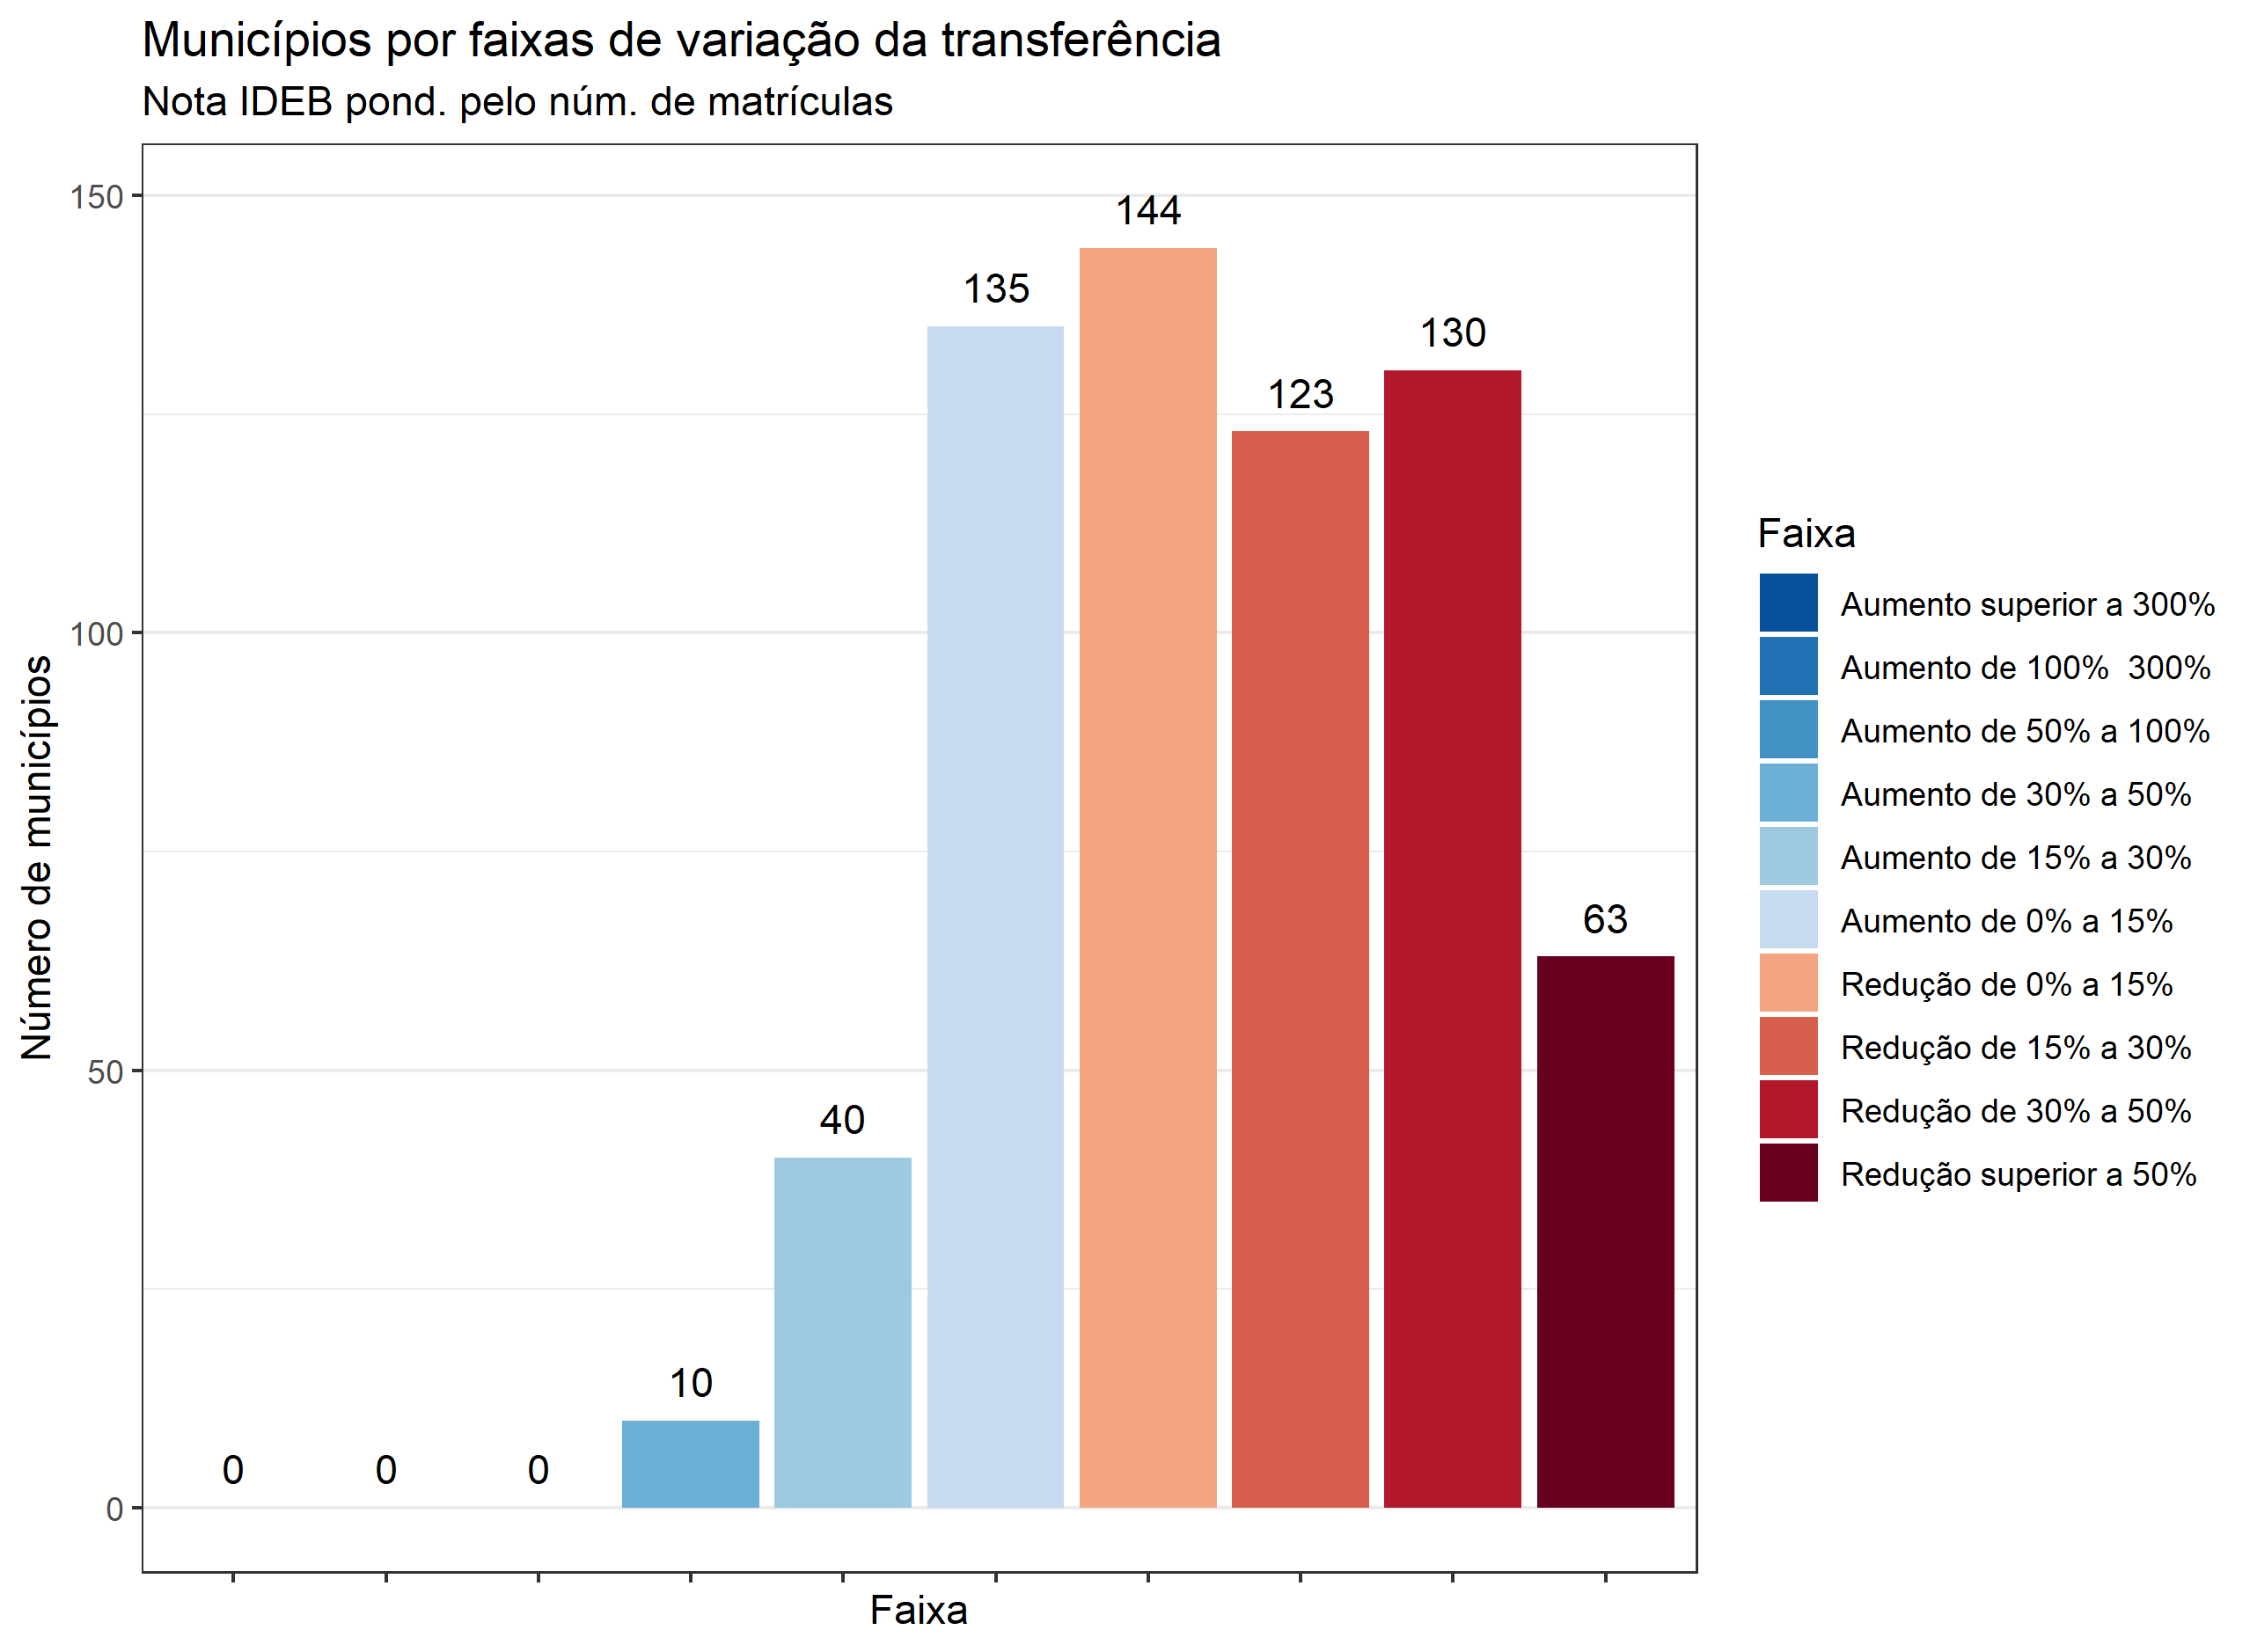 Municípios por faixas de variação da transferência
Nota IDEB pond. pelo núm. de matrículas
Número de municípios
150
100
50
0
0
0
0
10
40
135
144
123
130
63
Faixa
Faixa
Aumento superior a 300%
Aumento de 100%  300%
Aumento de 50% a 100%
Aumento de 30% a 50%
Aumento de 15% a 30%
Aumento de 0% a 15%
Redução de 0% a 15%
Redução de 15% a 30%
Redução de 30% a 50%
Redução superior a 50%